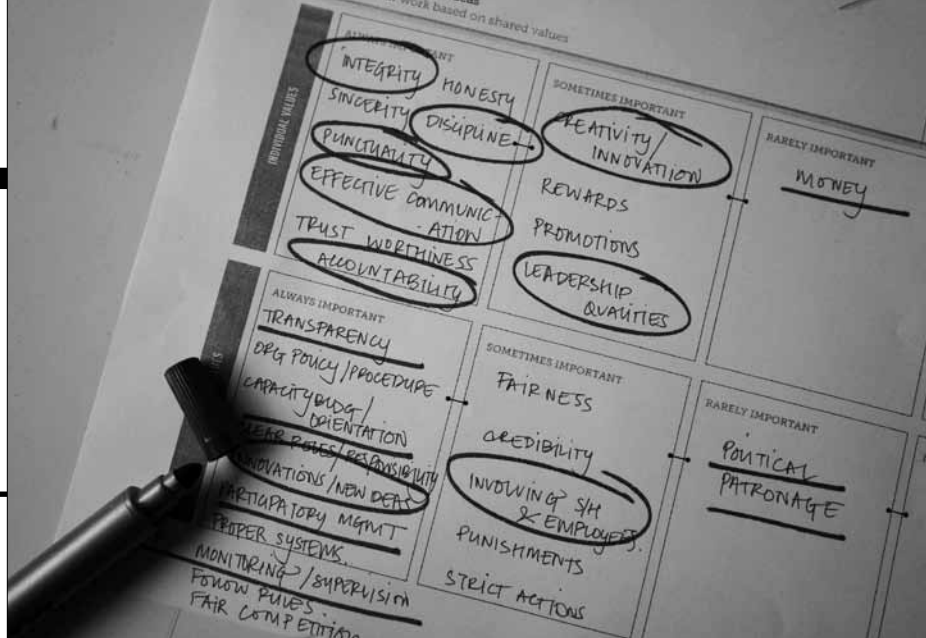 work based on shared values
INDIVIDUAL VALUES
ALWAYS IMPORTANT
INTEGRITY
HONESTY
SINCERITY
DISCIPLINE
PUNCTUALITY
EFFECTIVE COMMUNIC-
ATION
TRUST WORTHINESS
ACCOUNTABILITY
SOMETIMES IMPORTANT
CREATIVITY/
INNOVATION
REWARDS
PROMOTIONS
LEADERSHIP
QUALITIES
RARELY IMPORTANT
MONEY
ALWAYS IMPORTANT
TRANSPARENCY
ORG POLICY/PROCEDURE
CAPACITY BLDG/
ORIENTATION
CLEAR ROLES/RESPONSIBILITY
INNOVATIONS/NEW IDEAS
PARTICIPATORY MGMT
PROPER SYSTEMS.
MONITORING/SUPERVISION
FOLLOW RULES.
FAIR COMPETITION
SOMETIMES IMPORTANT
FAIRNESS
CREDIBILITY
INVOLVING S/H
& EMPLOYEES.
PUNISHMENTS
STRICT ACTIONS
RARELY IMPORTANT
POLITICAL
PATRONAGE